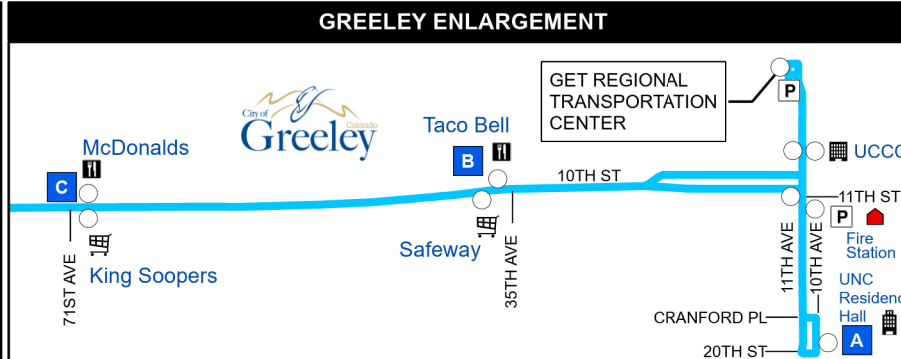 GREELEY ENLARGEMENT
GET REGIONAL
TRANSPORTATION
CENTER
P
City of
Greeley
Colorado
McDonalds
Taco Bell
C
B
10TH ST
UCCC
11TH ST
P
Fire
Station
Safeway
King Soopers
71ST AVE
35TH AVE
11TH AVE
10TH AVE
UNC
Residenc
Hall
CRANFORD PL
A
20TH ST